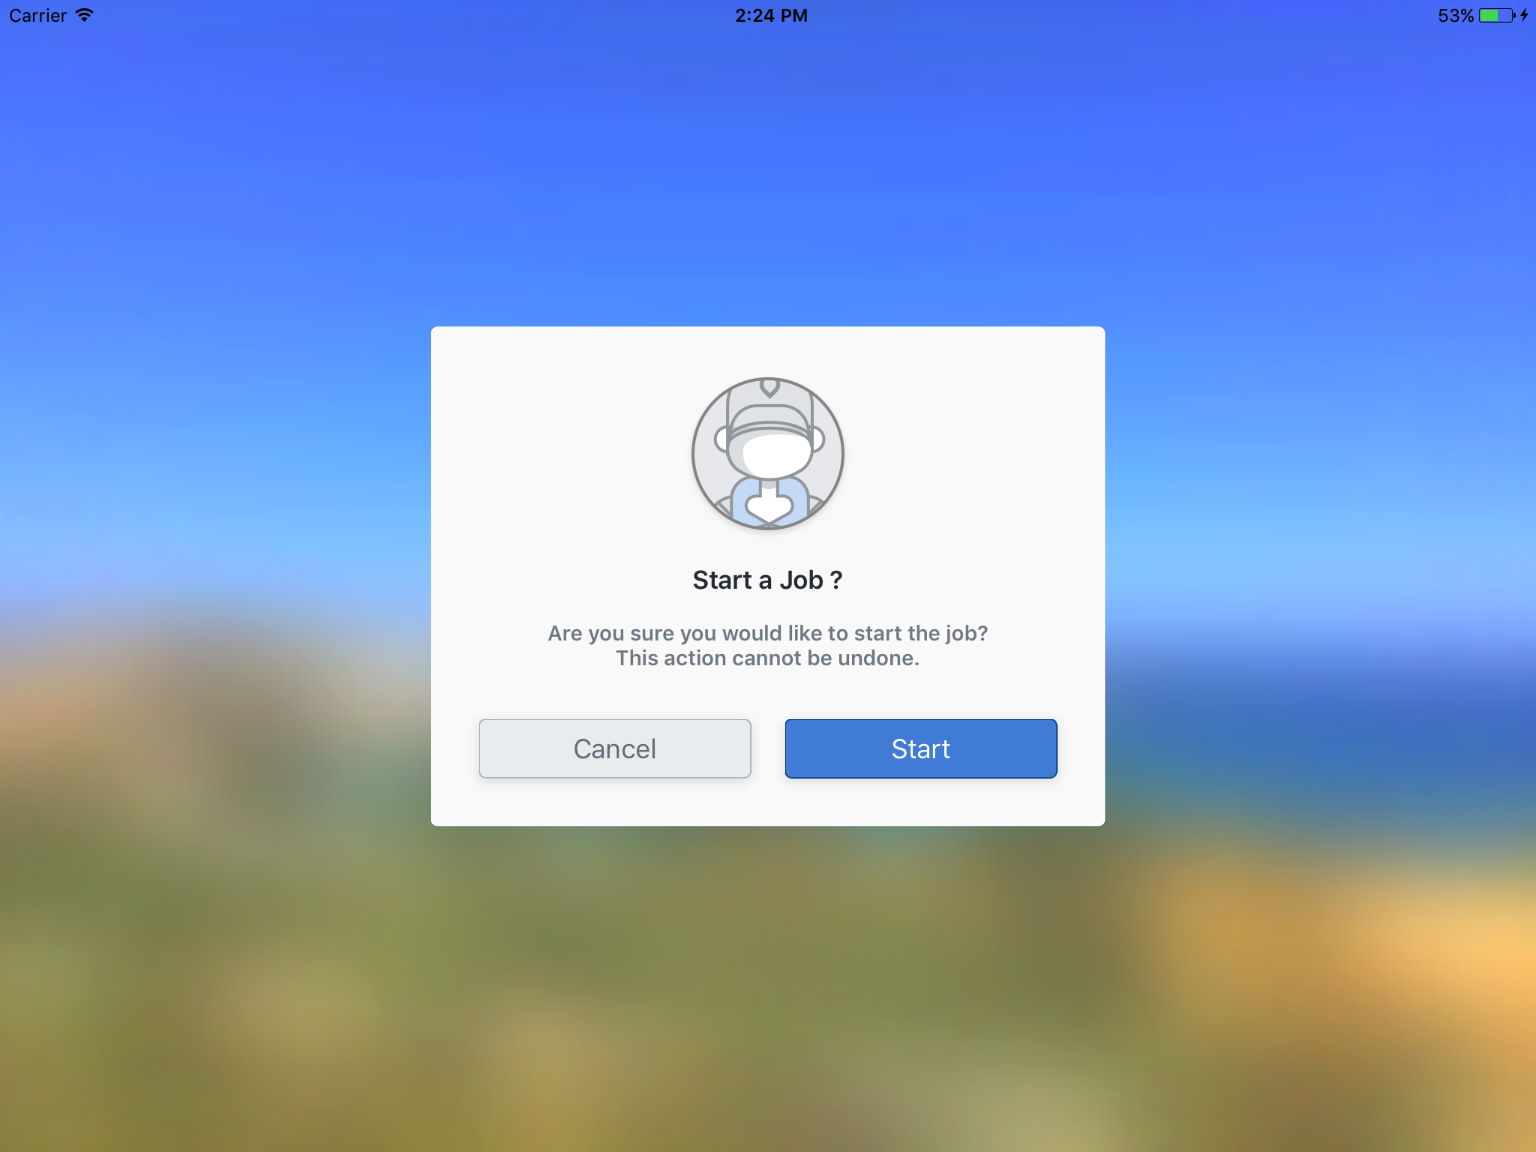 Carrier
2:24 PM
53%
Start a Job ?
Are you sure you would like to start the job?
This action cannot be undone.
Cancel
Start